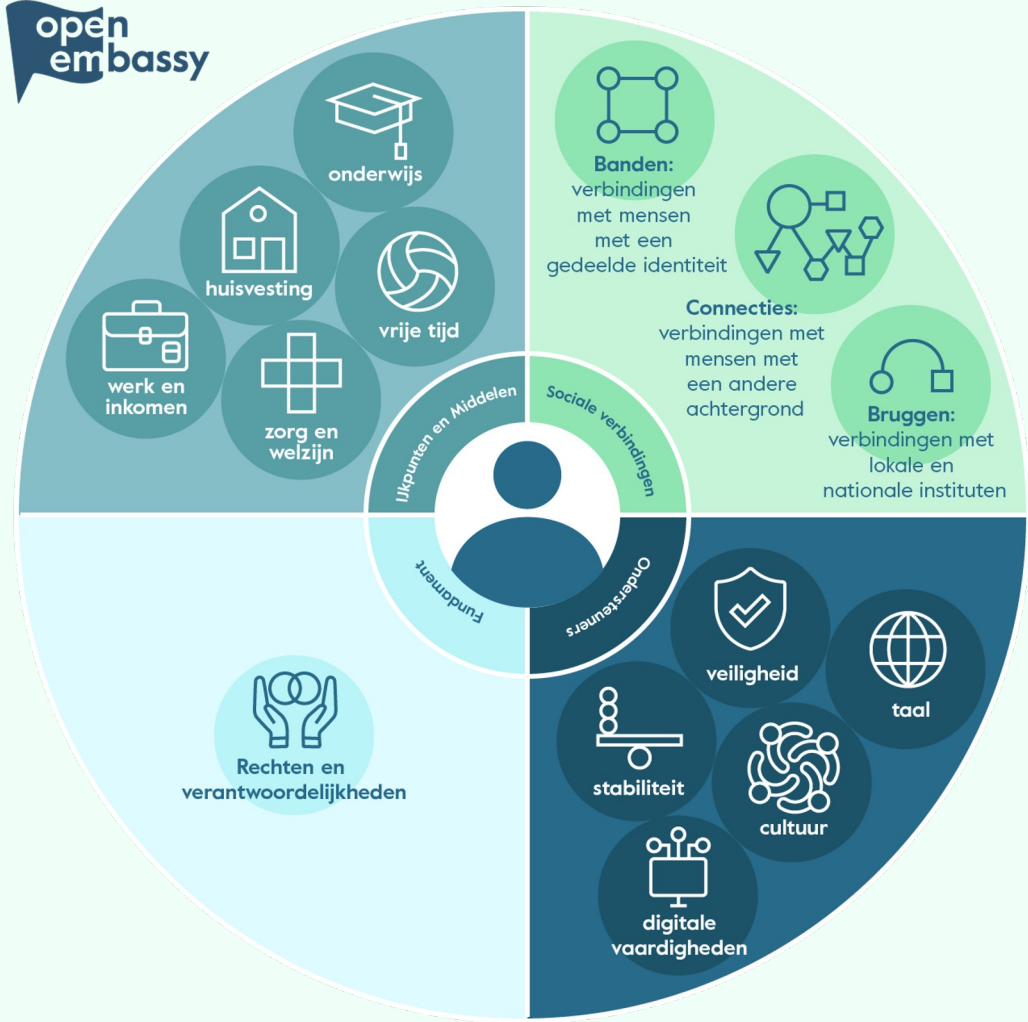 open
embassy
onderwijs
huisvesting
vrije tijd
werk en
inkomen
zorg en
welzijn
IJkpunten en Middelen
Banden:
verbindingen
met mensen
met een
gedeelde identiteit
Connecties:
verbindingen met
mensen met
een andere
achtergrond
Bruggen:
verbindingen met
lokale en
nationale instituten
Sociale verbindingen
Fundament
Rechten en
verantwoordelijkheden
Ondersteuners
veiligheid
taal
stabiliteit
cultuur
digitale
vaardigheden